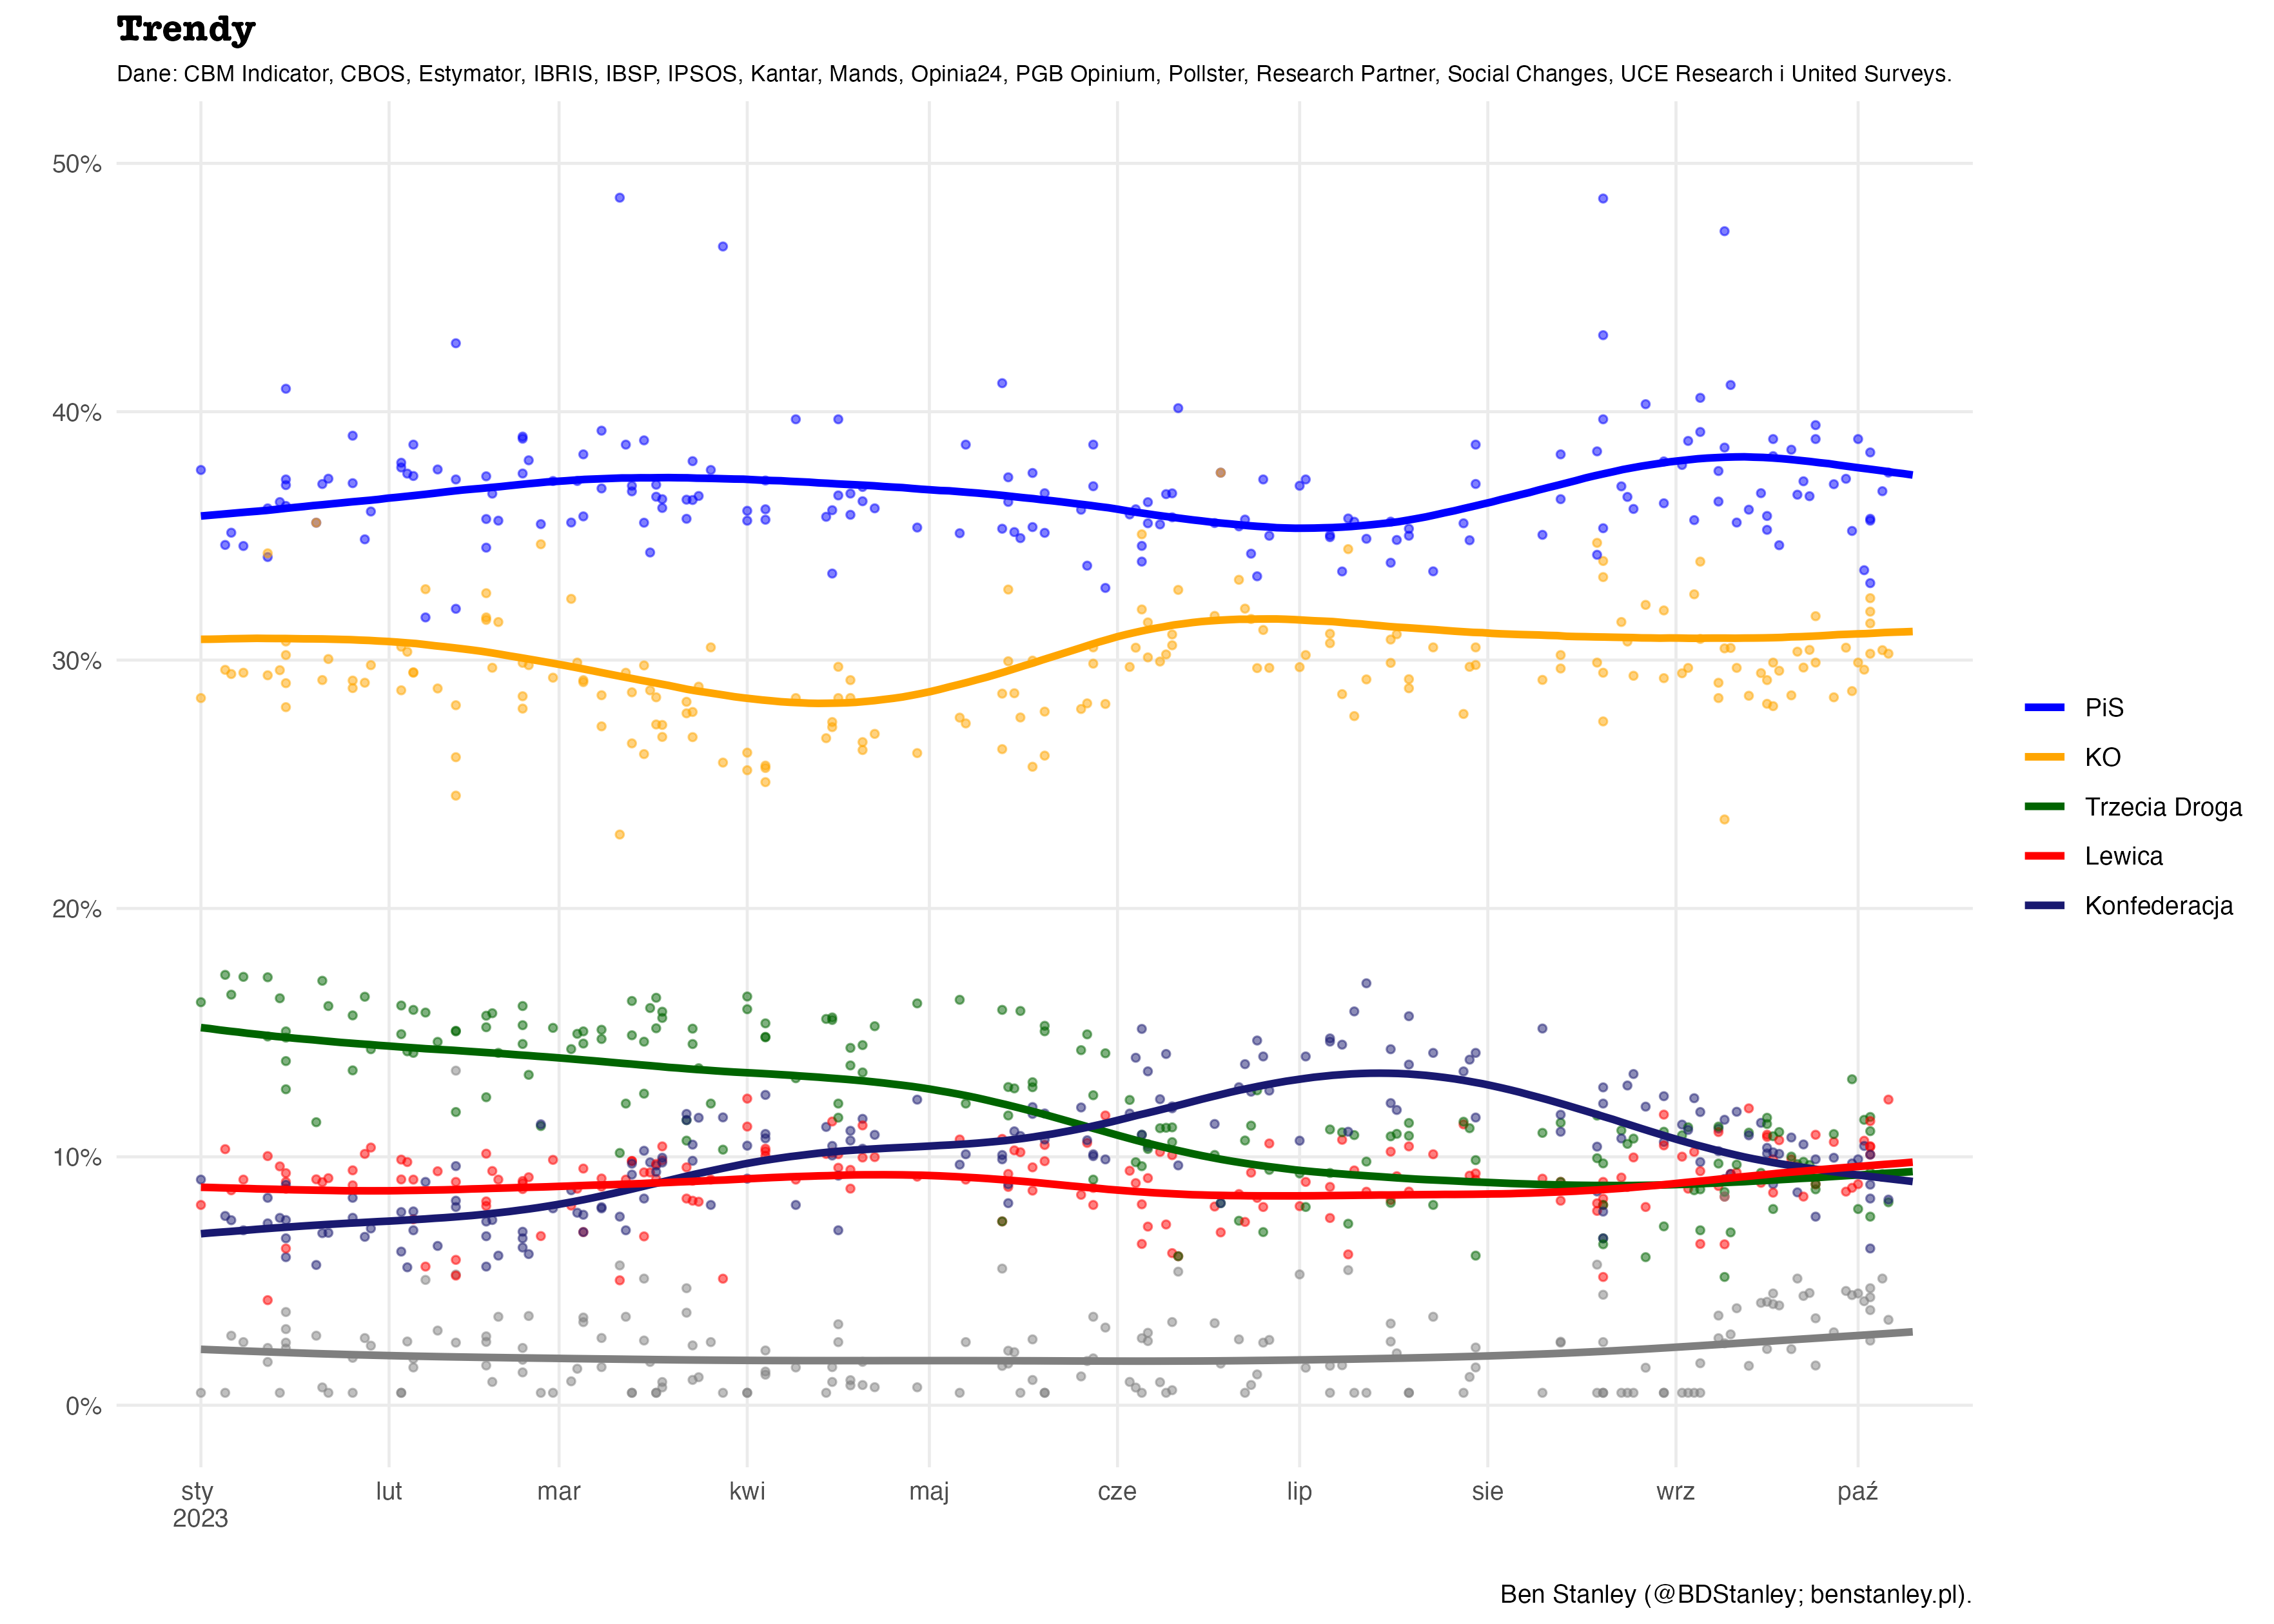 Trendy
Dane: CBM Indicator, CBOS, Estymator, IBRIS, IBSP, IPSOS, Kantar, Mands, Opinia24, PGB Opinium, Pollster, Research Partner, Social Changes, UCE Research i United Surveys.
50%
40%
30%
20%
10%
0%
PiS
KO
Trzecia Droga
Lewica
Konfederacja
sty lut mar kwi maj cze lip sie wrz paź
2023
Ben Stanley (@BDStanley; benstanley.pl).